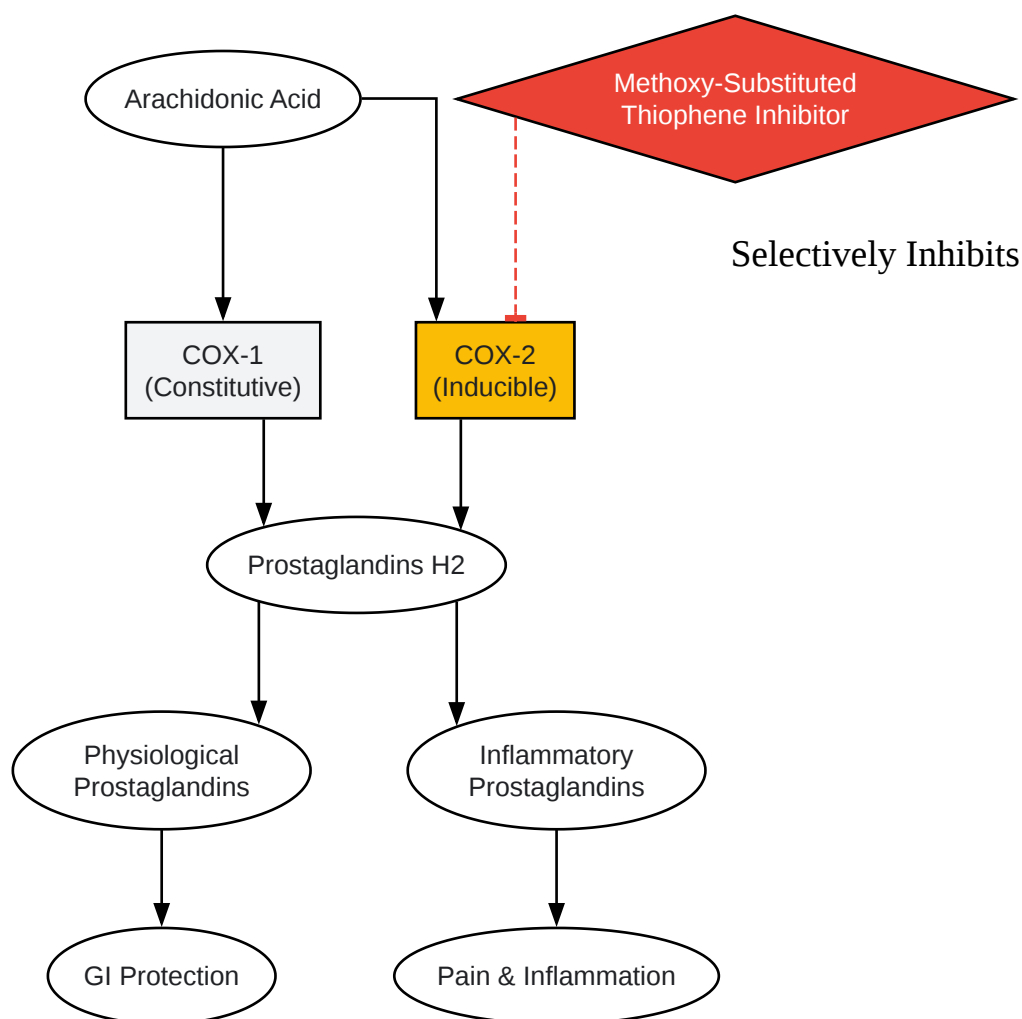 Arachidonic Acid
Methoxy-Substituted
Thiophene Inhibitor
Selectively Inhibits
COX-1
(Constitutive)
COX-2
(Inducible)
Prostaglandins H2
Physiological
Prostaglandins
Inflammatory
Prostaglandins
GI Protection
Pain & Inflammation